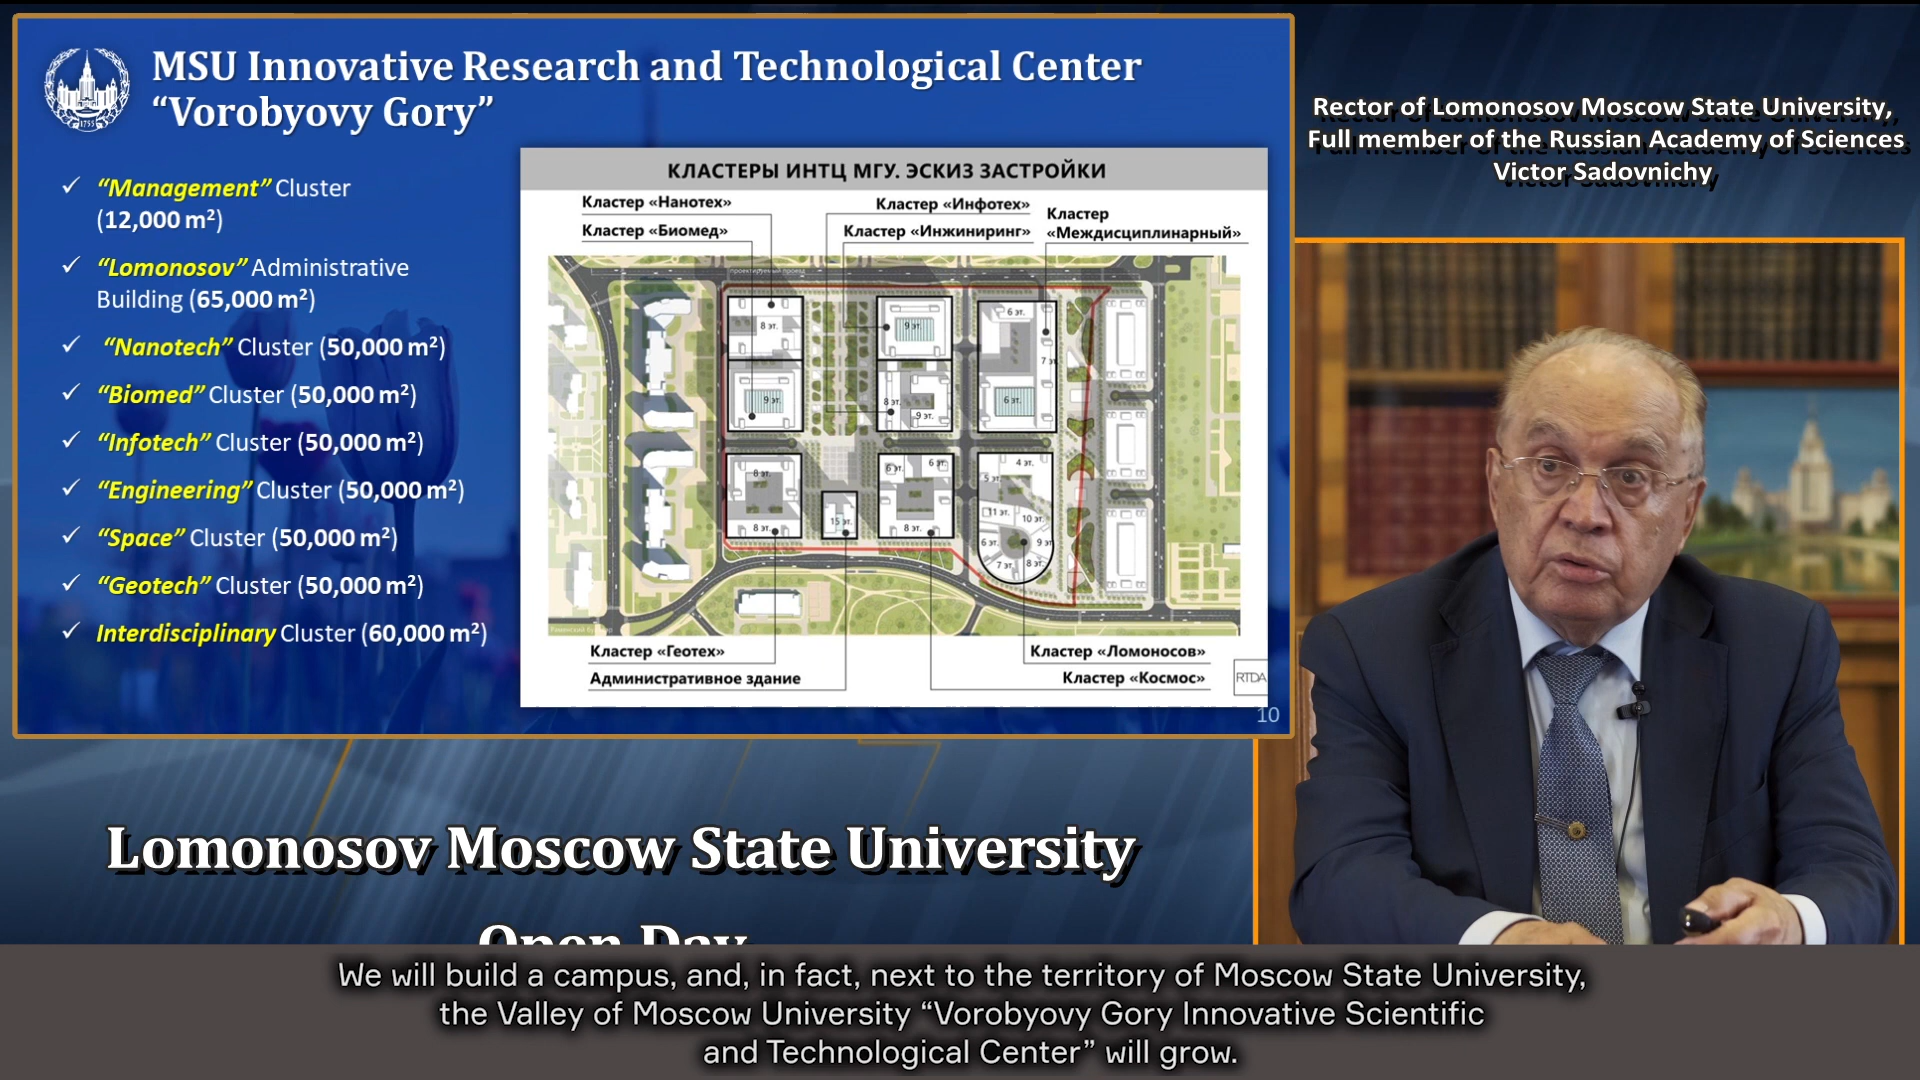 MSU Innovative Research and Technological Center
“Vorobyovy Gory”
1755
✓ “Management” Cluster
(12,000 m²)
✓ “Lomonosov” Administrative
Building (65,000 m²)
✓ “Nanotech” Cluster (50,000 m²)
✓ “Biomed” Cluster (50,000 m²)
✓ “Infotech” Cluster (50,000 m²)
✓ “Engineering” Cluster (50,000 m²)
✓ “Space” Cluster (50,000 m²)
✓ “Geotech” Cluster (50,000 m²)
✓ Interdisciplinary Cluster (60,000 m²)
КЛАСТЕРЫ ИНТЦ МГУ. ЭСКИЗ ЗАСТРОЙКИ
Кластер «Нанотех»
Кластер «Биомед»
Кластер «Инфотех»
Кластер «Инжиниринг»
Кластер
«Междисциплинарный»
проектируемый проезд
8 эт.
9 эт.
6 эт.
7 эт.
9 эт.
8 эт.
9 эт.
6 эт.
8 эт.
8 эт.
15 эт.
6 эт.
6 эт.
8 эт.
4 эт.
5 эт.
11 эт.
10 эт.
6 эт.
9 эт.
7 эт.
8 эт.
Кластер «Геотех»
Административное здание
Кластер «Ломоносов»
Кластер «Космос»
RTDA
10
Rector of Lomonosov Moscow State University,
Full member of the Russian Academy of Sciences
Victor Sadovnichy
Lomonosov Moscow State University
Open Day
We will build a campus, and, in fact, next to the territory of Moscow State University,
the Valley of Moscow University “Vorobyovy Gory Innovative Scientific
and Technological Center” will grow.